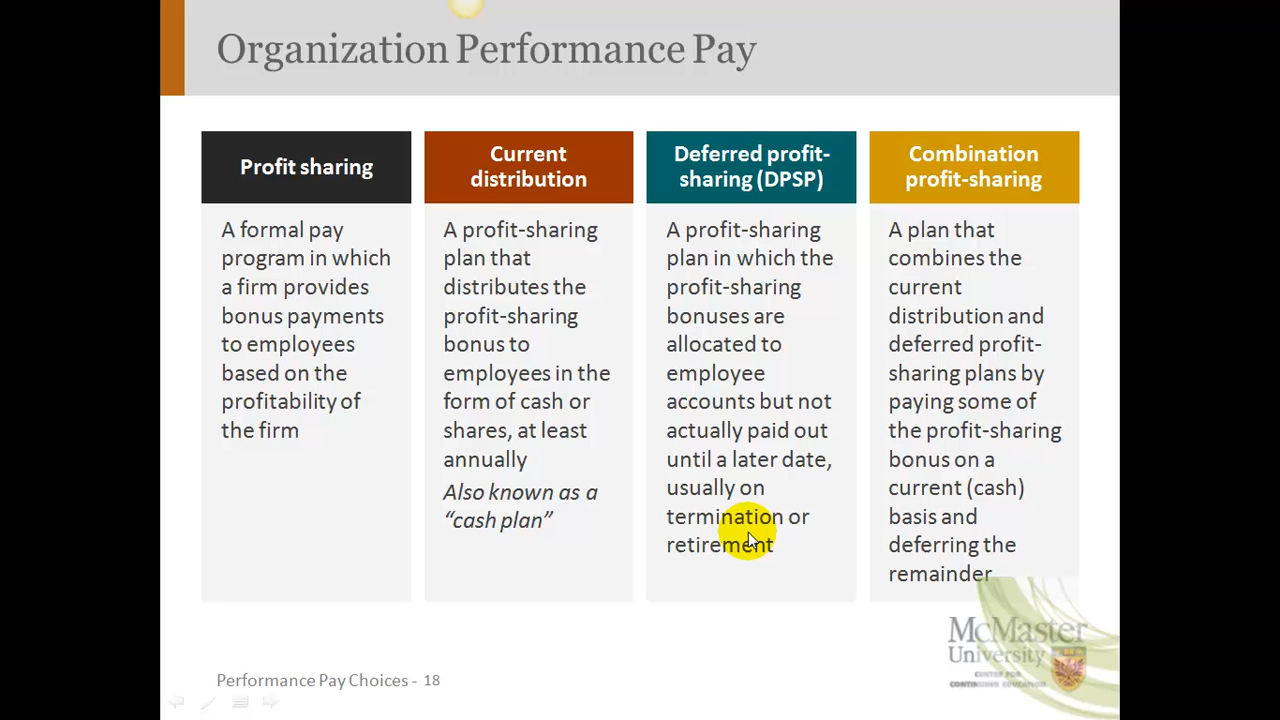 Organization Performance Pay
Profit sharing
A formal pay
program in which
a firm provides
bonus payments
to employees
based on the
profitability of
the firm
Current
distribution
A profit-sharing
plan that
distributes the
profit-sharing
bonus to
employees in the
form of cash or
shares, at least
annually
Also known as a
“cash plan”
Deferred profit-
sharing (DPSP)
A profit-sharing
plan in which the
profit-sharing
bonuses are
allocated to
employee
accounts but not
actually paid out
until a later date,
usually on
termination or
retirement
Combination
profit-sharing
A plan that
combines the
current
distribution and
deferred profit-
sharing plans by
paying some of
the profit-sharing
bonus on a
current (cash)
basis and
deferring the
remainder
McMaster
University
CENTER FOR
CONTINUING EDUCATION
Performance Pay Choices - 18